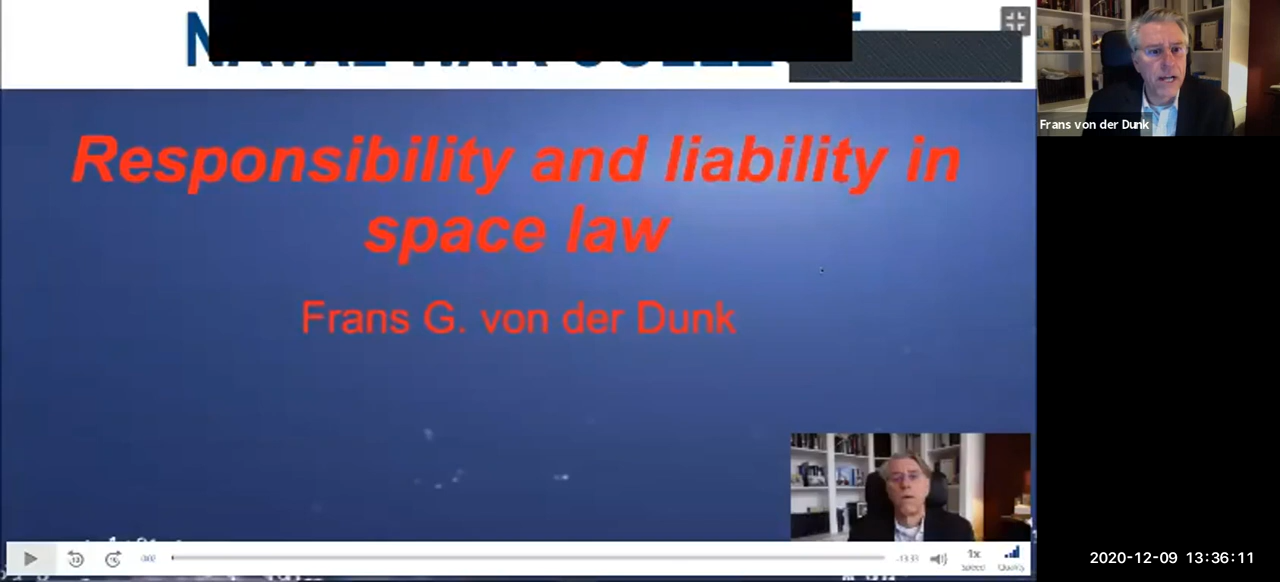 Responsibility and liability in
space law
Frans G. von der Dunk
Frans von der Dunk
1x
Speed
Quality
2020-12-09 13:36:11